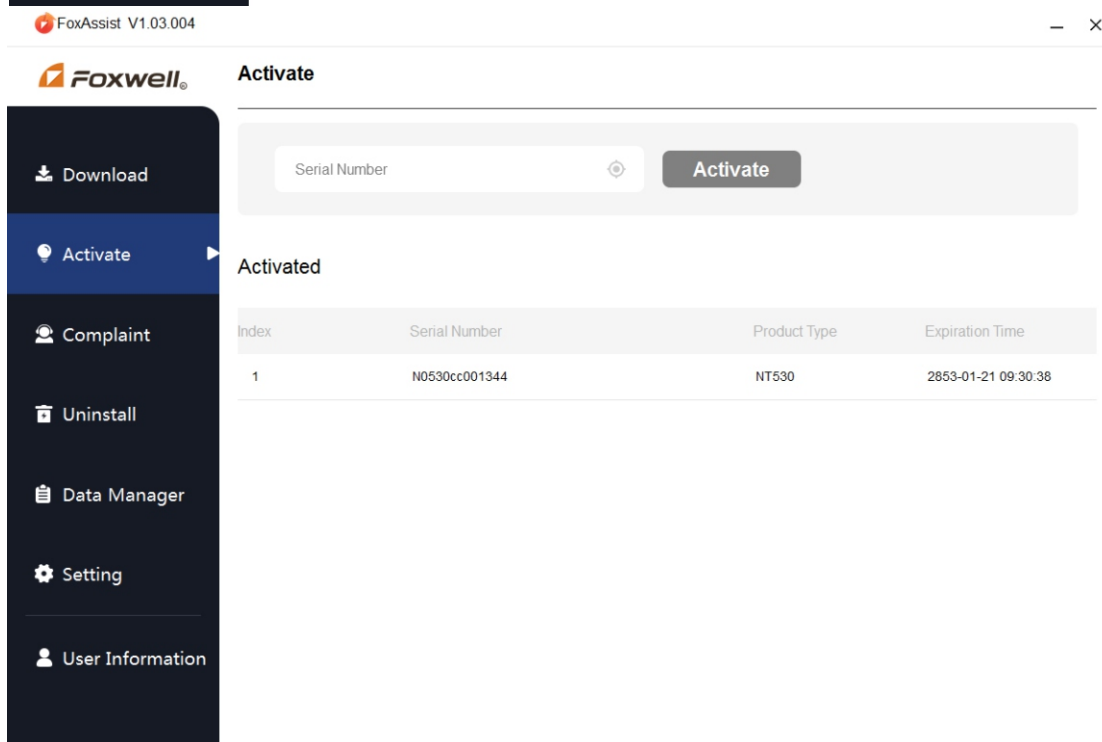 FoxAssist V1.03.004
Foxwell®
Activate
Download
Serial Number
Activate
Activate
Activated
Complaint
Index Serial Number Product Type Expiration Time
1 N0530cc001344 NT530 2853-01-21 09:30:38
Uninstall
Data Manager
Setting
User Information